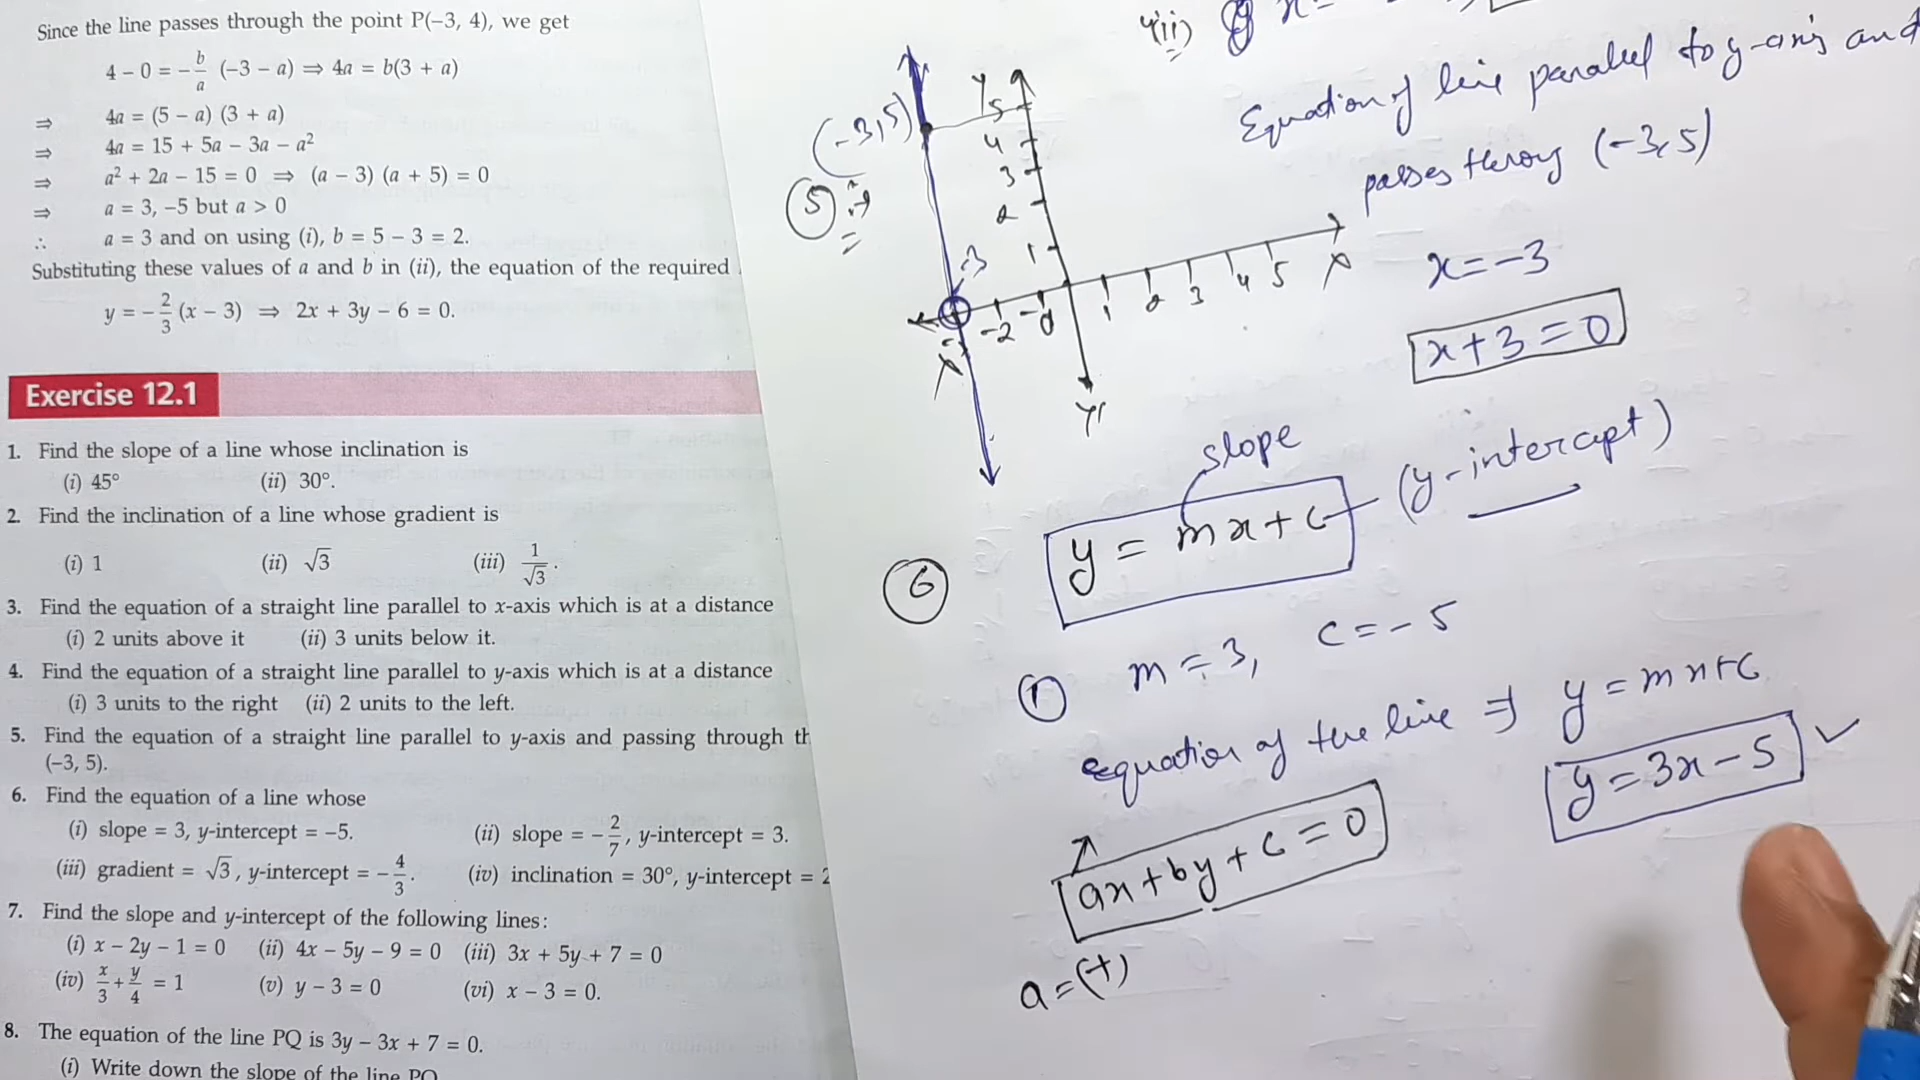 Since the line passes through the point P(−3, 4), we get
4 − 0 = − b/a (−3 − a) ⇒ 4a = b(3 + a)
⇒ 4a = (5 − a) (3 + a)
⇒ 4a = 15 + 5a − 3a − a²
⇒ a² + 2a − 15 = 0 ⇒ (a − 3) (a + 5) = 0
⇒ a = 3, −5 but a > 0
∴ a = 3 and on using (i), b = 5 − 3 = 2.
Substituting these values of a and b in (ii), the equation of the required
y = − 2/3 (x − 3) ⇒ 2x + 3y − 6 = 0.
Exercise 12.1
1. Find the slope of a line whose inclination is
(i) 45° (ii) 30°.
2. Find the inclination of a line whose gradient is
(i) 1 (ii) √3 (iii) 1/√3.
3. Find the equation of a straight line parallel to x-axis which is at a distance
(i) 2 units above it (ii) 3 units below it.
4. Find the equation of a straight line parallel to y-axis which is at a distance
(i) 3 units to the right (ii) 2 units to the left.
5. Find the equation of a straight line parallel to y-axis and passing through th
(−3, 5).
6. Find the equation of a line whose
(i) slope = 3, y-intercept = −5. (ii) slope = − 2/7, y-intercept = 3.
(iii) gradient = √3, y-intercept = − 4/3. (iv) inclination = 30°, y-intercept = 2
7. Find the slope and y-intercept of the following lines:
(i) x − 2y − 1 = 0 (ii) 4x − 5y − 9 = 0 (iii) 3x + 5y + 7 = 0
(iv) x/3 + y/4 = 1 (v) y − 3 = 0 (vi) x − 3 = 0.
8. The equation of the line PQ is 3y − 3x + 7 = 0.
(i) Write down the slope of the line PQ
Equation of line parallel to y-axis and
passes throug (−3, 5)
(−3, 5)
5
Y
5
4
3
2
1
-3
-2 -1
1 2 3 4 5 X
Y'
x = −3
x + 3 = 0
slope
6
y = mx + c (y-intercept)
① m = 3, c = −5
equation of the line ⇒ y = mx + c
y = 3x − 5 ✓
ax + by + c = 0
a = (+)